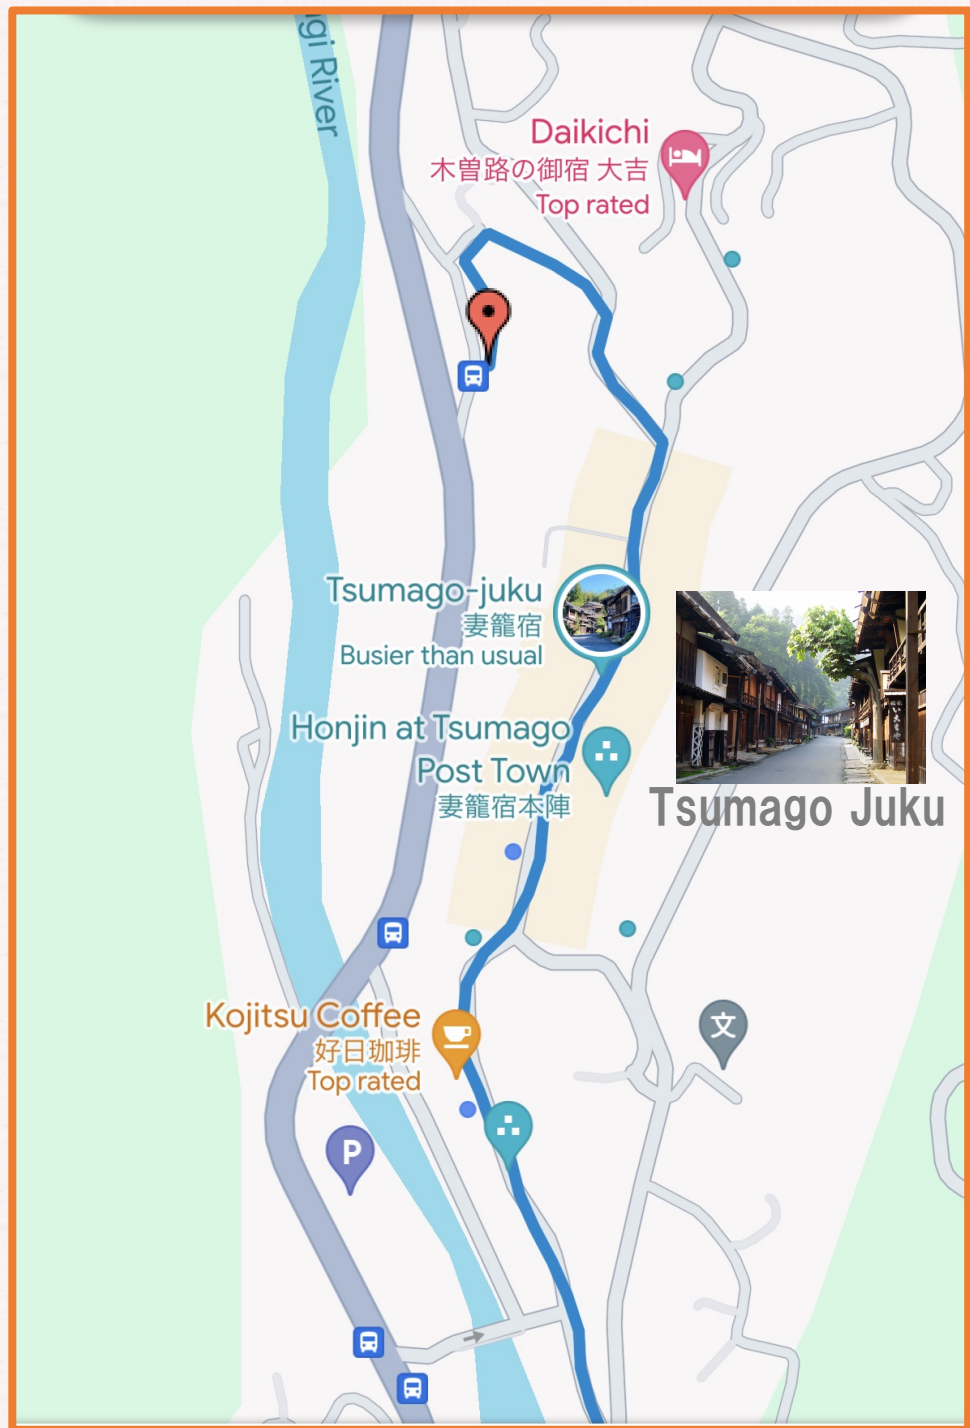 River
Daikichi
木曽路の御宿 大吉
Top rated
Tsumago-juku
妻籠宿
Busier than usual
Honjin at Tsumago
Post Town
妻籠宿本陣
Tsumago Juku
Kojitsu Coffee
好日珈琲
Top rated
文
P